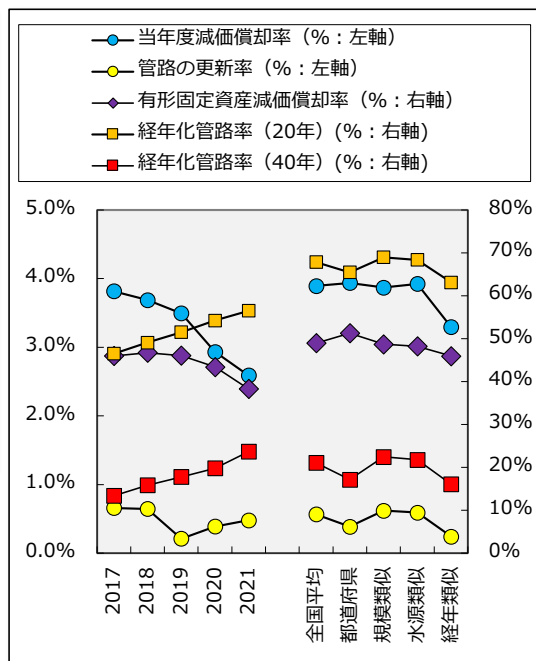 当年度減価償却率（%：左軸）
管路の更新率（%：左軸）
有形固定資産減価償却率（%：右軸）
経年化管路率（20年）(%：右軸)
経年化管路率（40年）(%：右軸)
5.0%
4.0%
3.0%
2.0%
1.0%
0.0%
80%
70%
60%
50%
40%
30%
20%
10%
0%
2017
2018
2019
2020
2021
全国平均
都道府県
規模類似
水源類似
経年類似